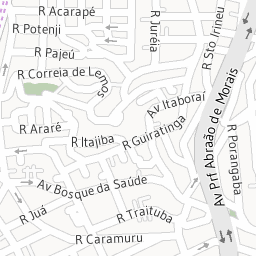 R Acarapé
R Potenji
R Pajeú
R Juréia
R Sto Irineu
R Correia de Lemos
Av Itaboraí
R Araré
R Itajiba
R Guiratinga
Av Prf Abraão de Morais
R Porangaba
Av Bosque da Saúde
R Juá
R Traituba
R Caramuru